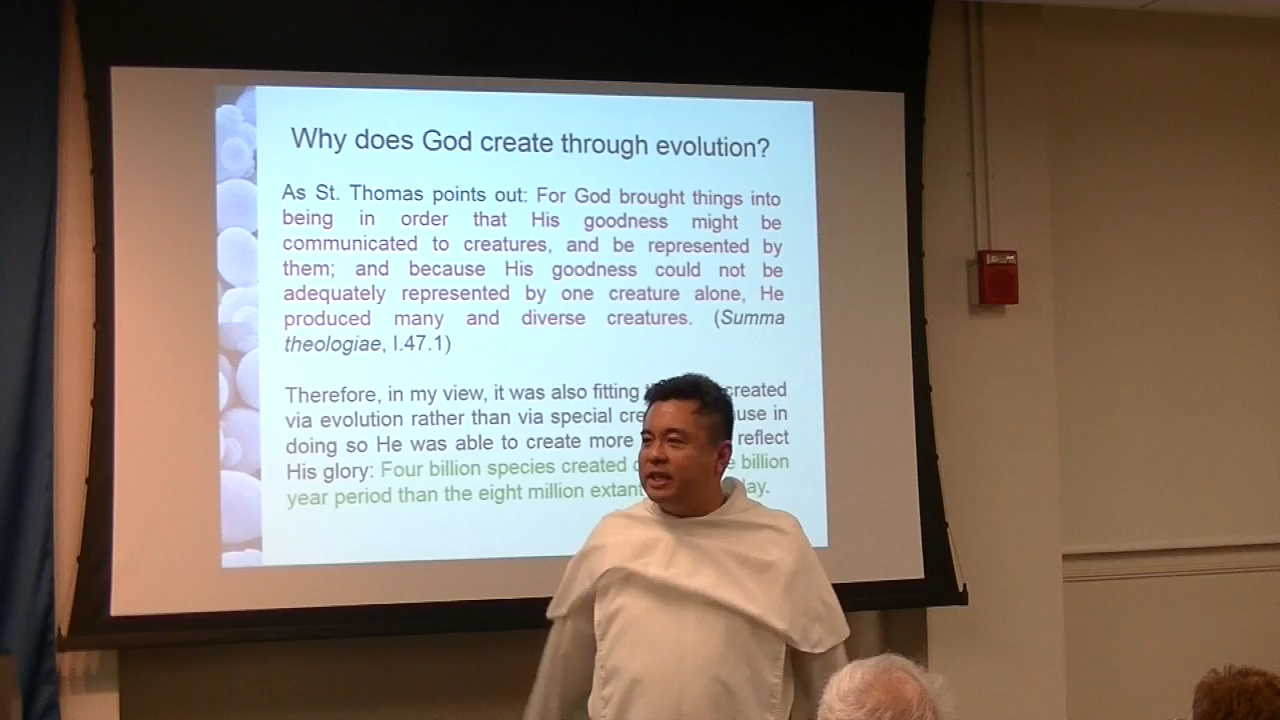 Why does God create through evolution?
As St. Thomas points out: For God brought things into
being in order that His goodness might be
communicated to creatures, and be represented by
them; and because His goodness could not be
adequately represented by one creature alone, He
produced many and diverse creatures. (Summa
theologiae, I.47.1)
Therefore, in my view, it was also fitting created
via evolution rather than via special in
doing so He was able to create more reflect
His glory: Four billion species created billion
year period than the eight million extant